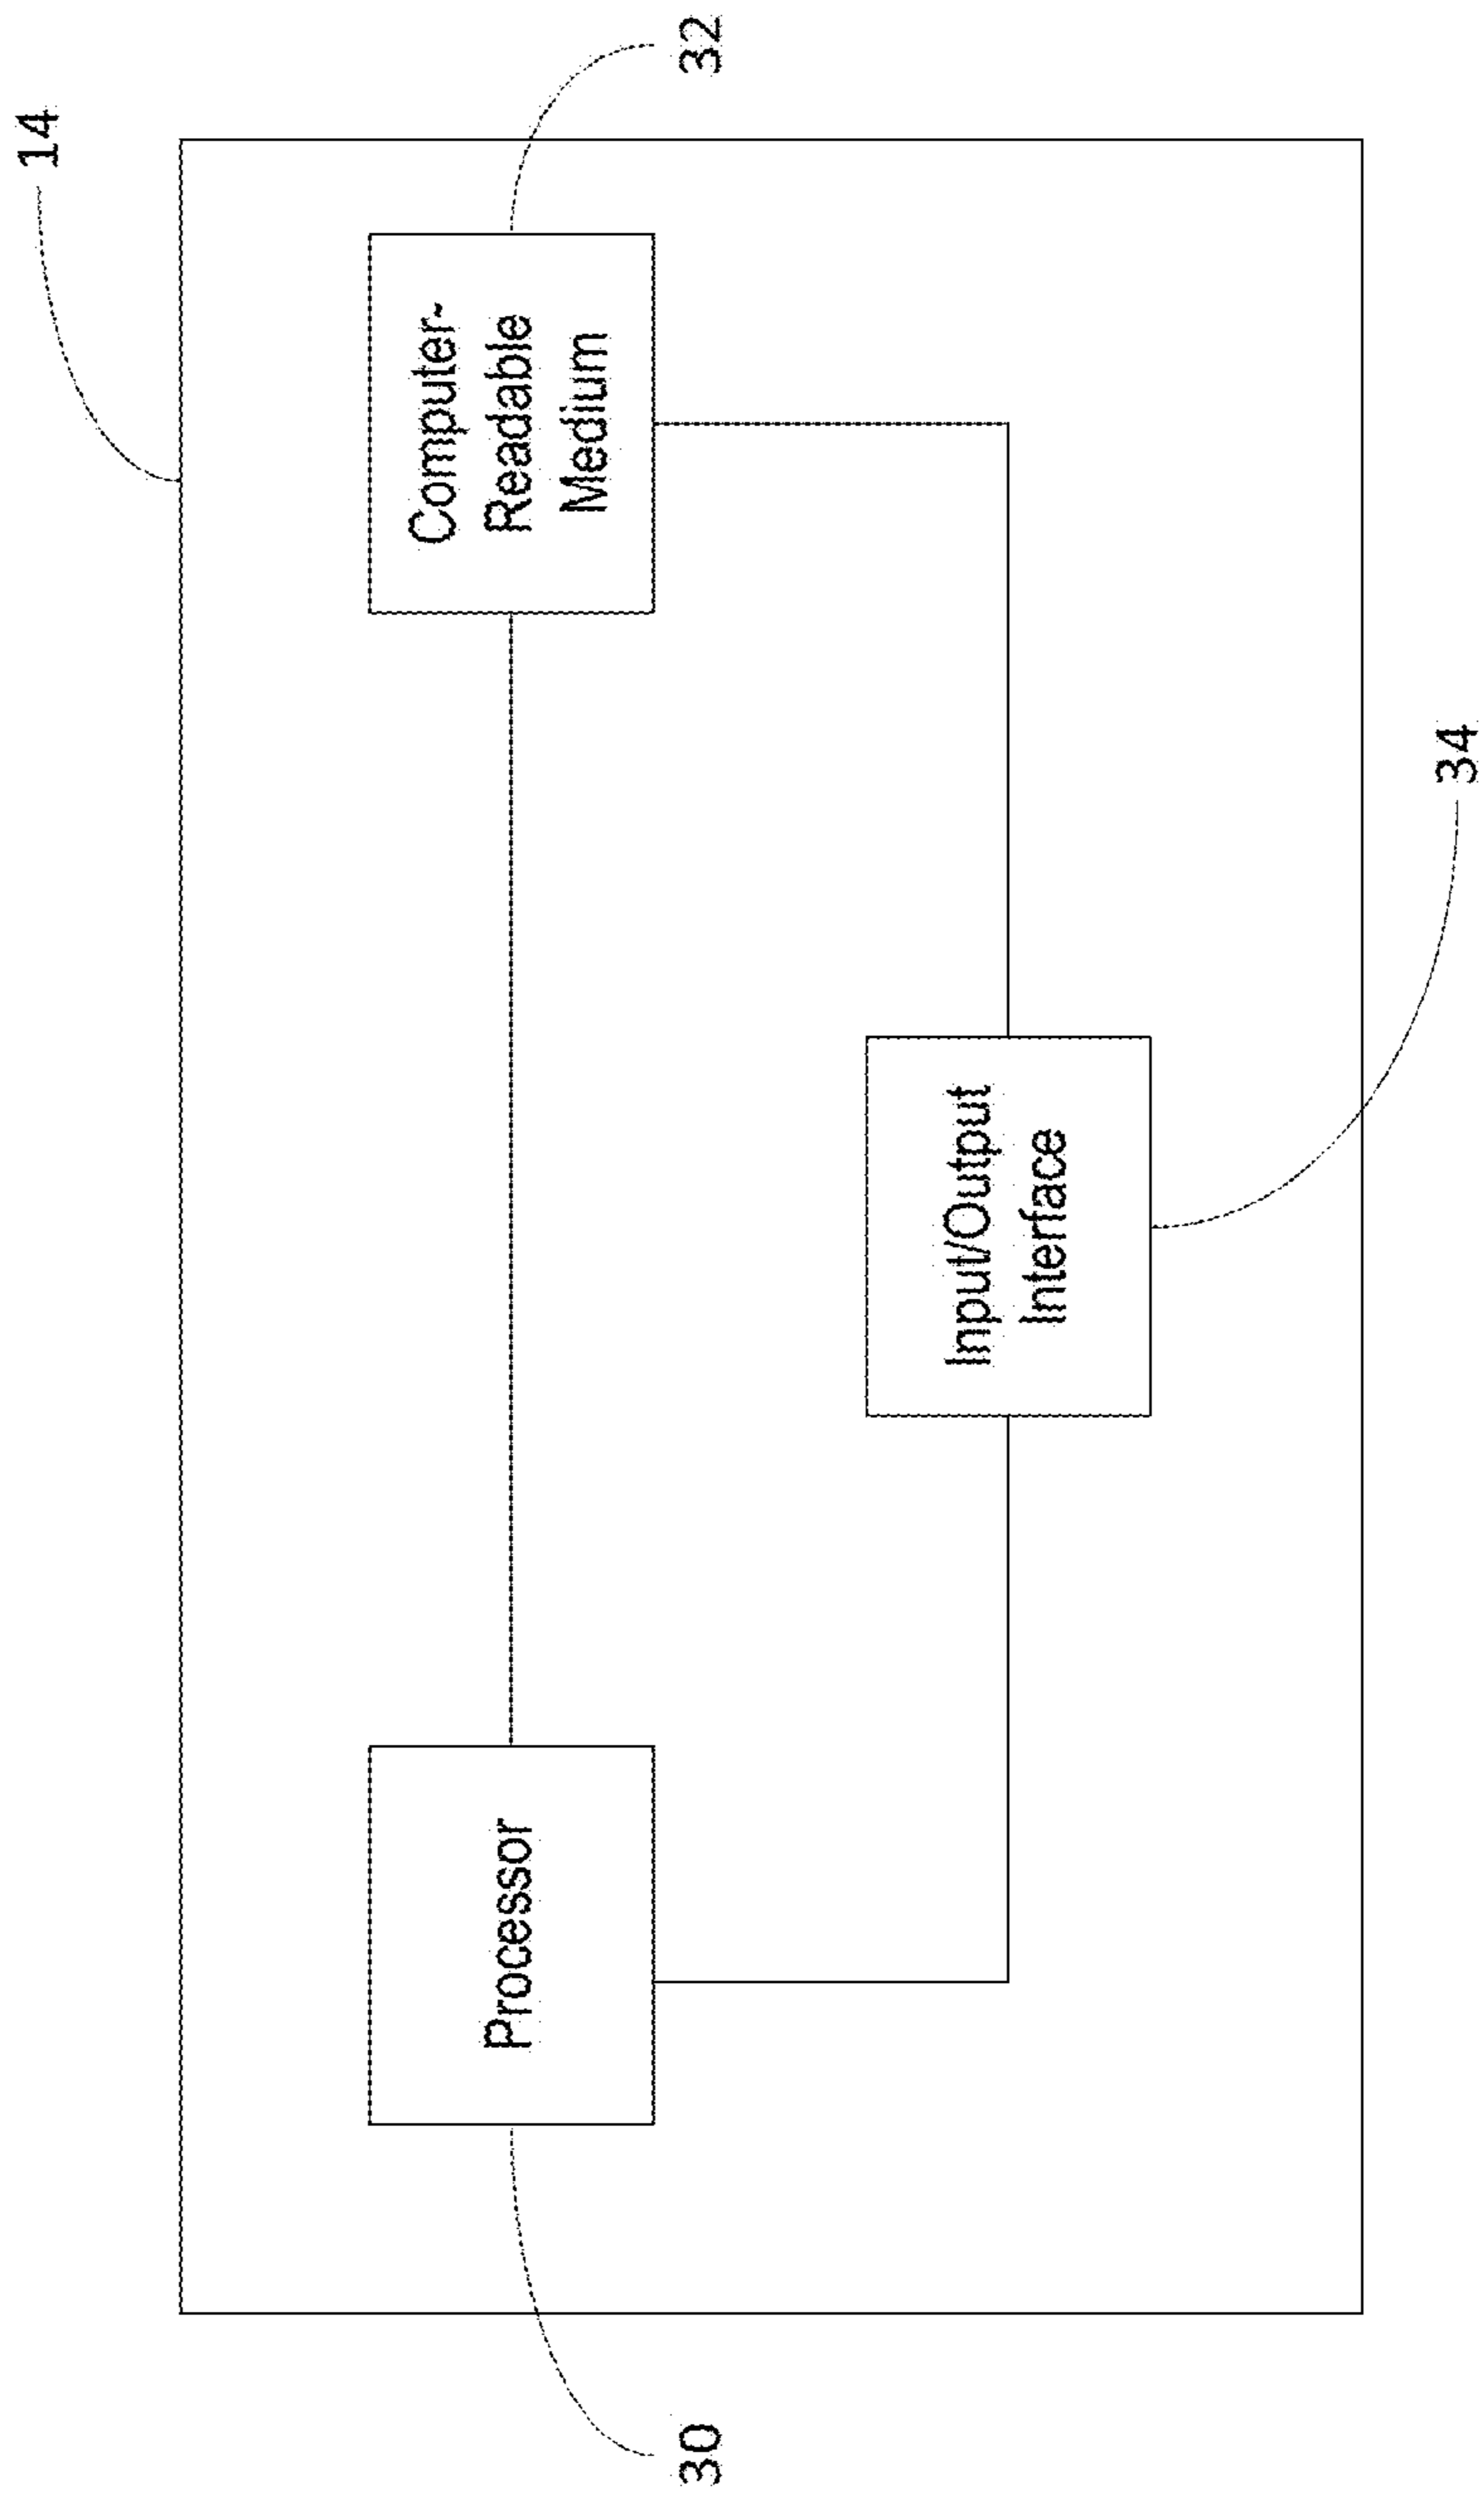 14
Processor
Computer-
Readable
Medium
30
32
Input/Output
Interface
34